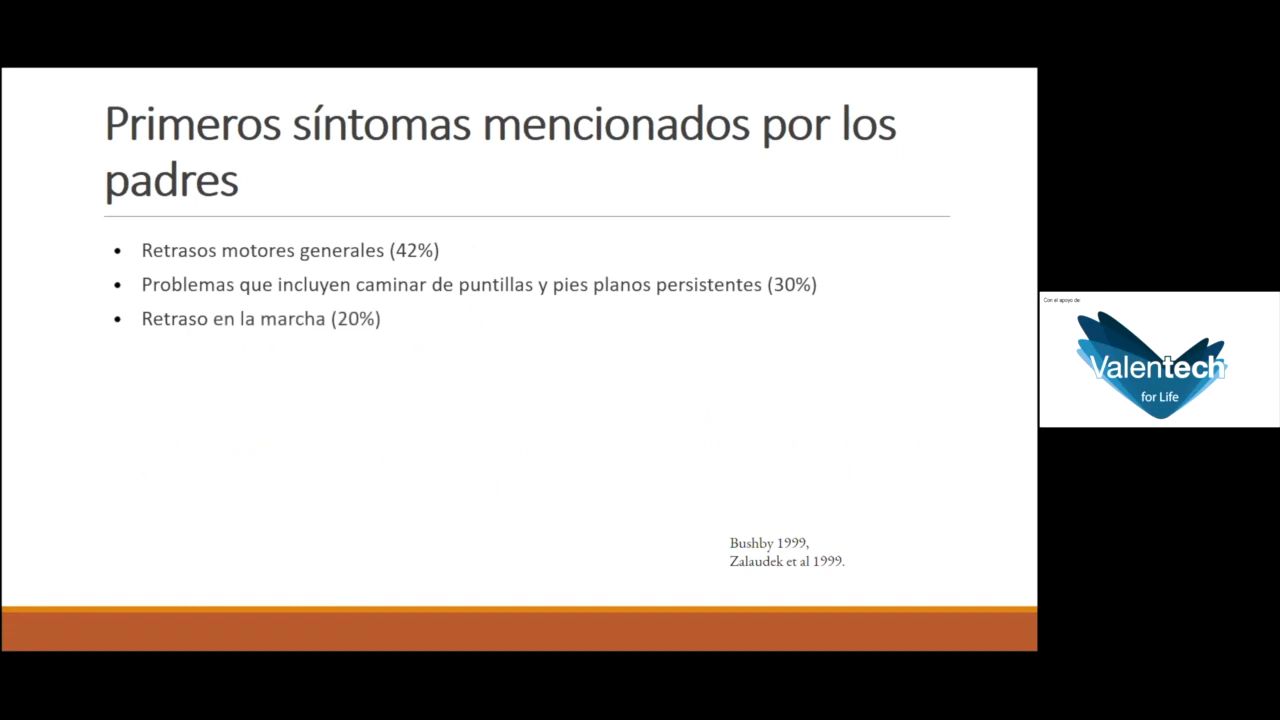 Primeros síntomas mencionados por los
padres
• Retrasos motores generales (42%)
• Problemas que incluyen caminar de puntillas y pies planos persistentes (30%)
• Retraso en la marcha (20%)
Bushby 1999,
Zalaudek et al 1999.
Con el apoyo de:
Valentech
for Life